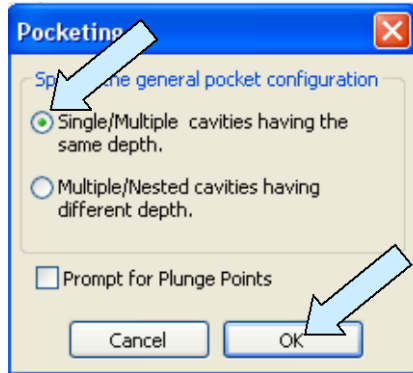 Pocketing
the general pocket configuration
Single/Multiple cavities having the
same depth.
Multiple/Nested cavities having
different depth.
Prompt for Plunge Points
Cancel
OK